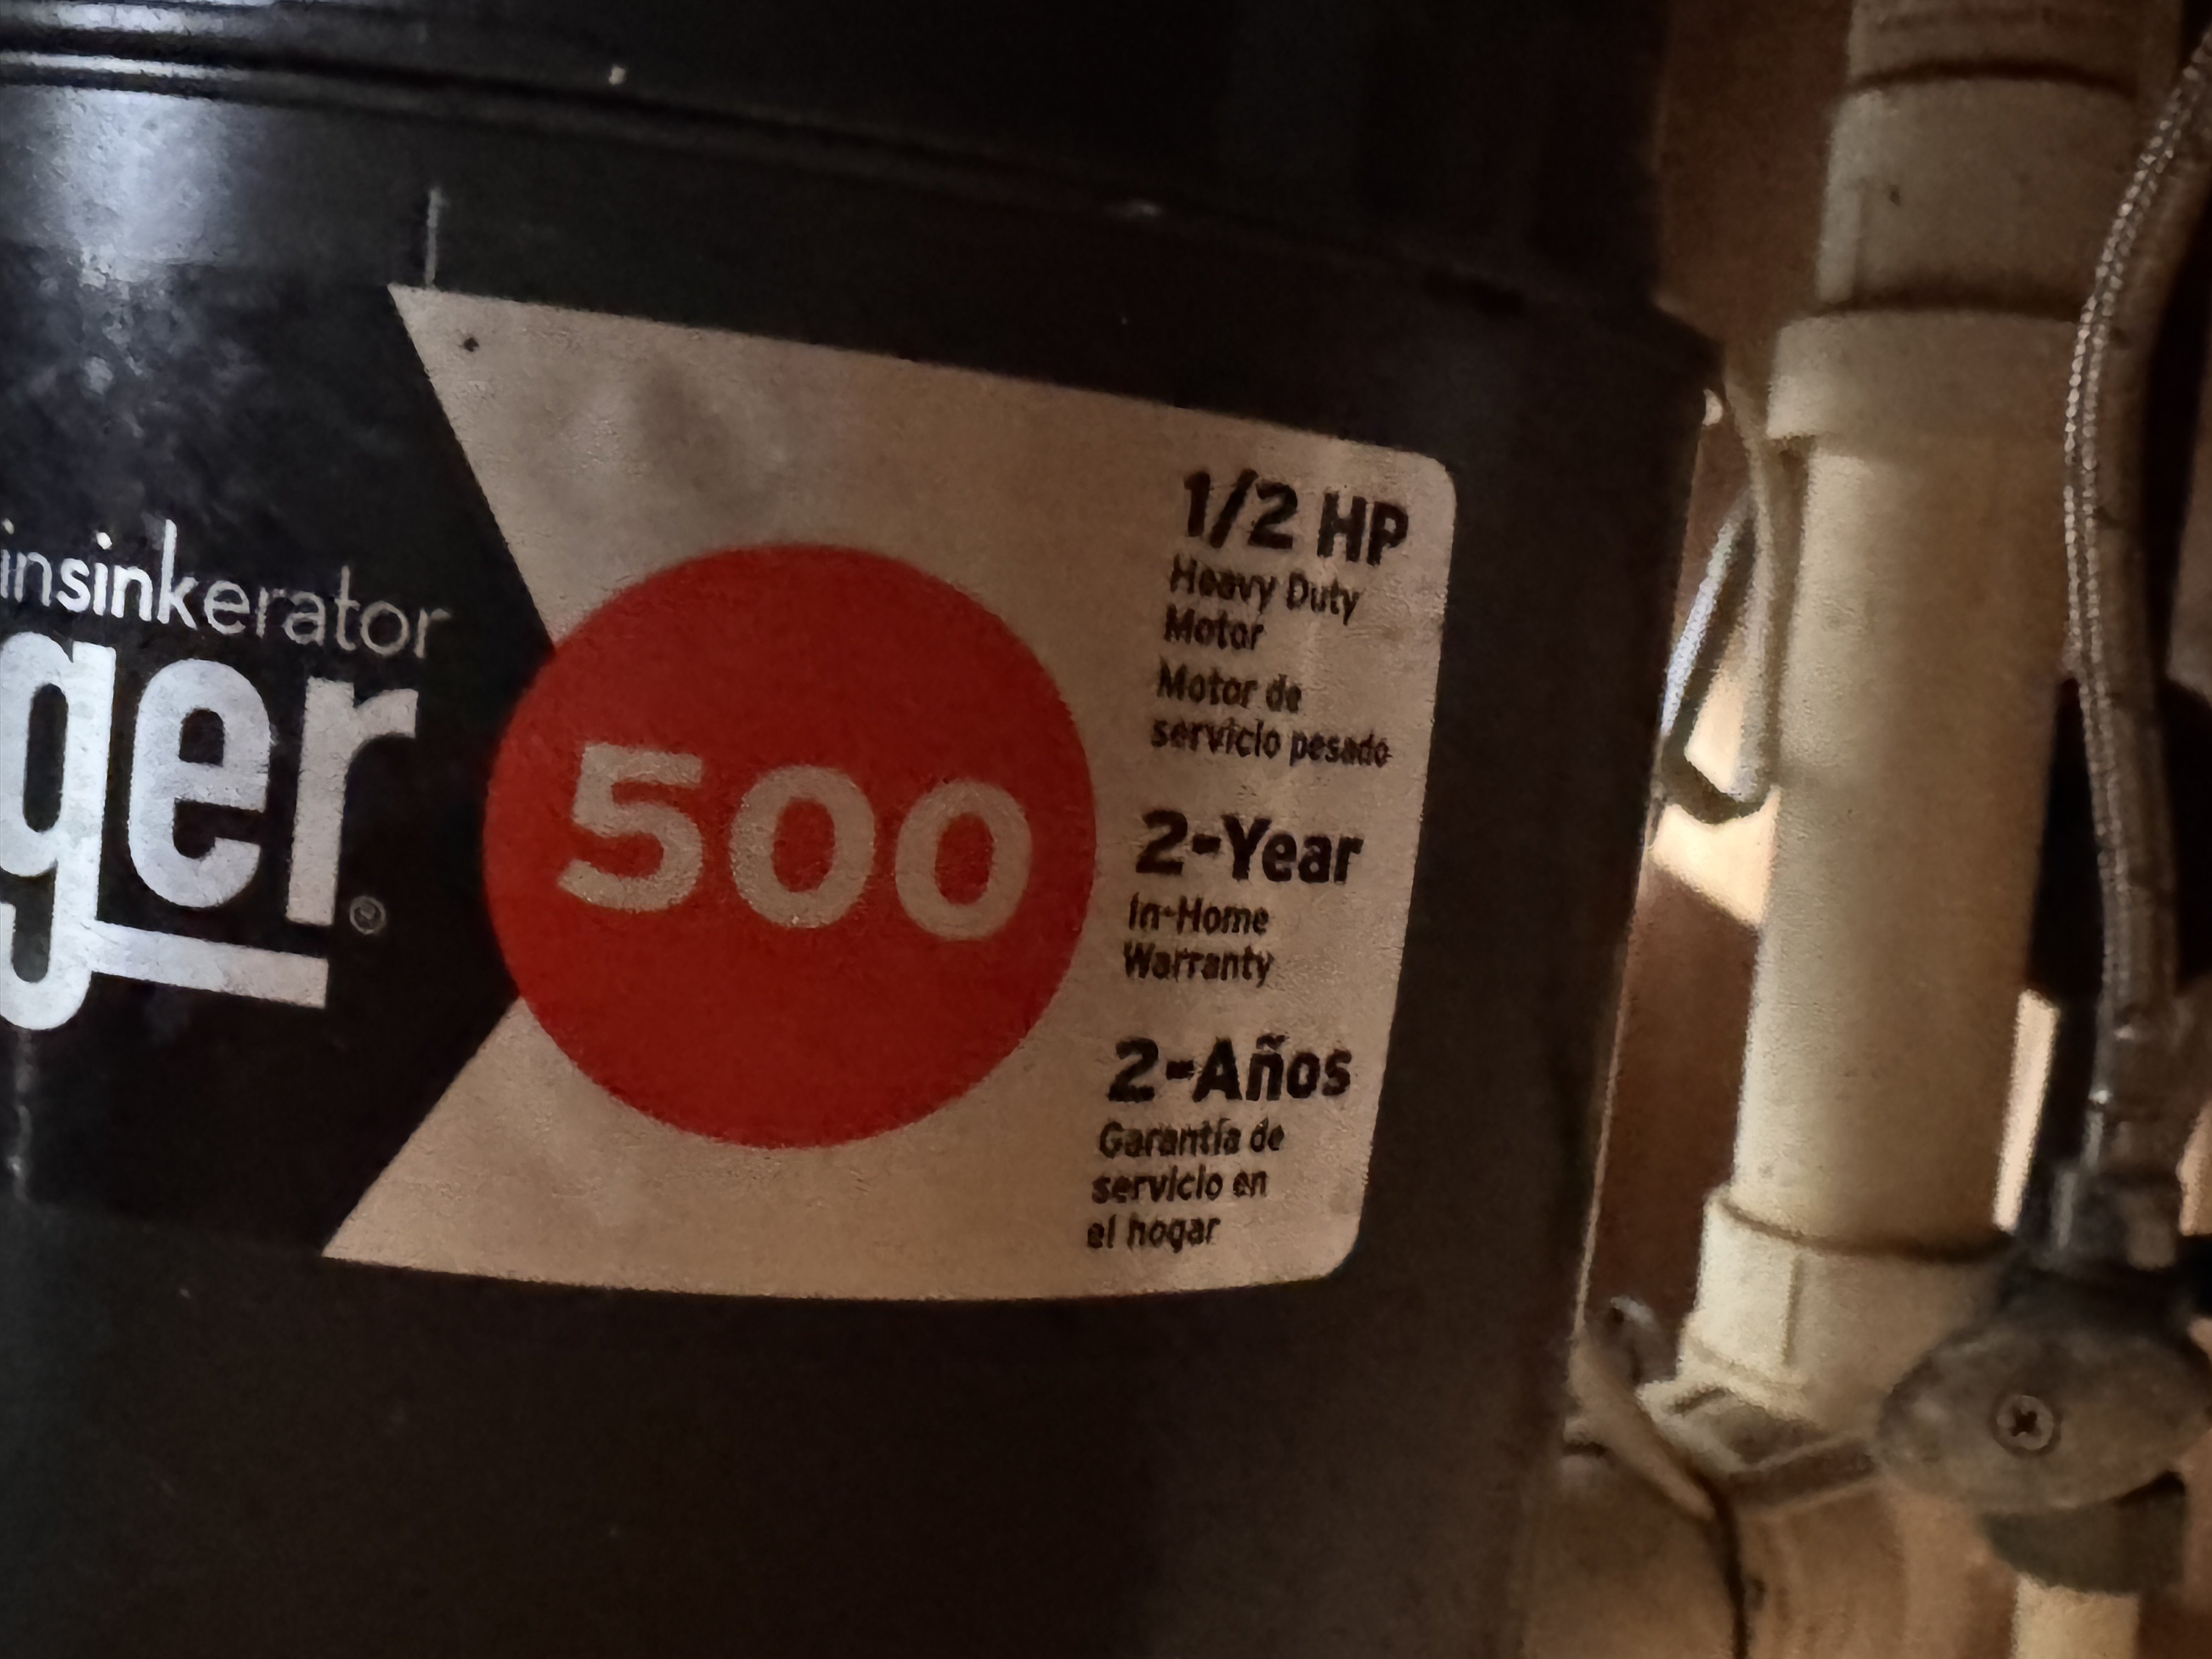 insinkerator
ger®
500
1/2 HP
Heavy Duty
Motor
Motor de
servicio pesado
2-Year
In-Home
Warranty
2-Años
Garantía de
servicio en
el hogar